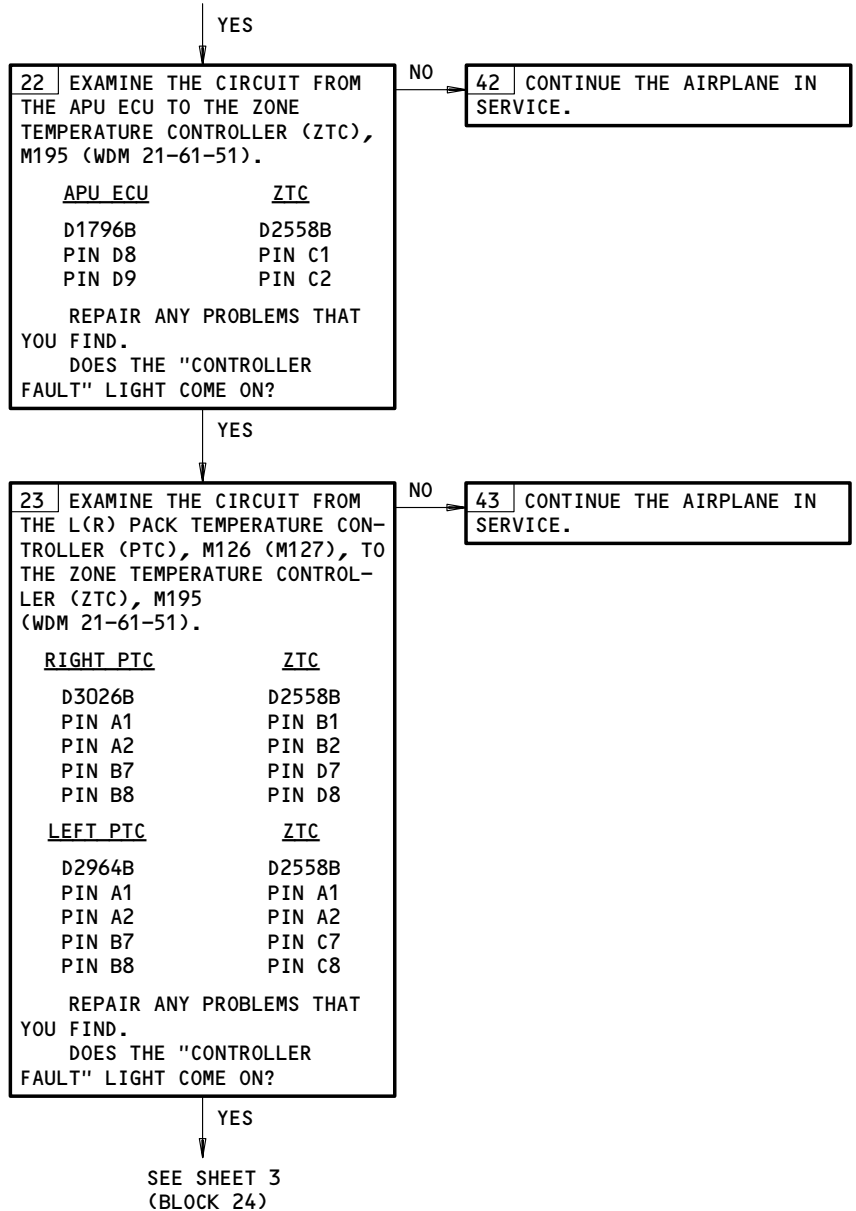 YES
22 EXAMINE THE CIRCUIT FROM
THE APU ECU TO THE ZONE
TEMPERATURE CONTROLLER (ZTC),
M195 (WDM 21-61-51).
APU ECU ZTC
D1796B D2558B
PIN D8 PIN C1
PIN D9 PIN C2
REPAIR ANY PROBLEMS THAT
YOU FIND.
DOES THE "CONTROLLER
FAULT" LIGHT COME ON?
NO
42 CONTINUE THE AIRPLANE IN
SERVICE.
YES
23 EXAMINE THE CIRCUIT FROM
THE L(R) PACK TEMPERATURE CON-
TROLLER (PTC), M126 (M127), TO
THE ZONE TEMPERATURE CONTROL-
LER (ZTC), M195
(WDM 21-61-51).
RIGHT PTC ZTC
D3026B D2558B
PIN A1 PIN B1
PIN A2 PIN B2
PIN B7 PIN D7
PIN B8 PIN D8
LEFT PTC ZTC
D2964B D2558B
PIN A1 PIN A1
PIN A2 PIN A2
PIN B7 PIN C7
PIN B8 PIN C8
REPAIR ANY PROBLEMS THAT
YOU FIND.
DOES THE "CONTROLLER
FAULT" LIGHT COME ON?
NO
43 CONTINUE THE AIRPLANE IN
SERVICE.
YES
SEE SHEET 3
(BLOCK 24)